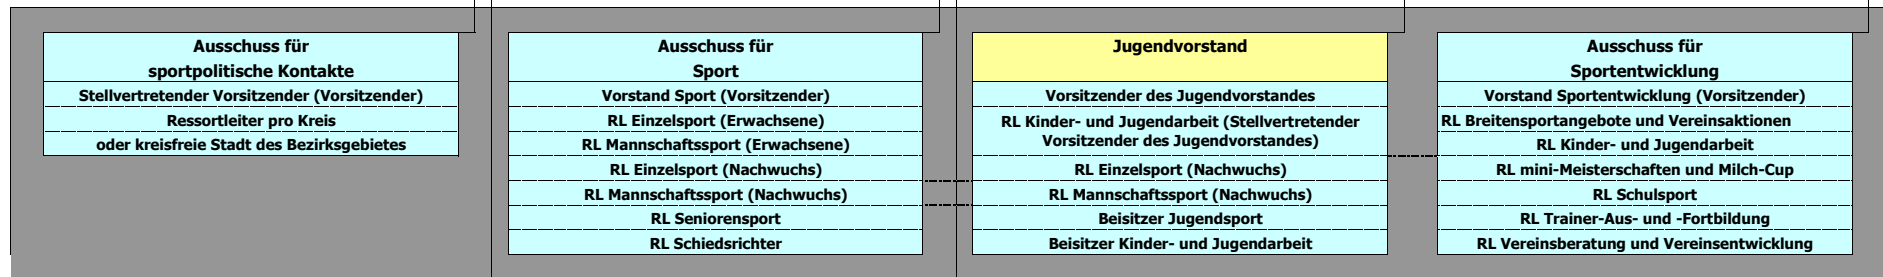 Ausschuss für
sportpolitische Kontakte
Stellvertretender Vorsitzender (Vorsitzender)
Ressortleiter pro Kreis
oder kreisfreie Stadt des Bezirksgebietes
Ausschuss für
Sport
Vorstand Sport (Vorsitzender)
RL Einzelsport (Erwachsene)
RL Mannschaftssport (Erwachsene)
RL Einzelsport (Nachwuchs)
RL Mannschaftssport (Nachwuchs)
RL Seniorensport
RL Schiedsrichter
Jugendvorstand
Vorsitzender des Jugendvorstandes
RL Kinder- und Jugendarbeit (Stellvertretender
Vorsitzender des Jugendvorstandes)
RL Einzelsport (Nachwuchs)
RL Mannschaftssport (Nachwuchs)
Beisitzer Jugendsport
Beisitzer Kinder- und Jugendarbeit
Ausschuss für
Sportentwicklung
Vorstand Sportentwicklung (Vorsitzender)
RL Breitensportangebote und Vereinsaktionen
RL Kinder- und Jugendarbeit
RL mini-Meisterschaften und Milch-Cup
RL Schulsport
RL Trainer-Aus- und -Fortbildung
RL Vereinsberatung und Vereinsentwicklung